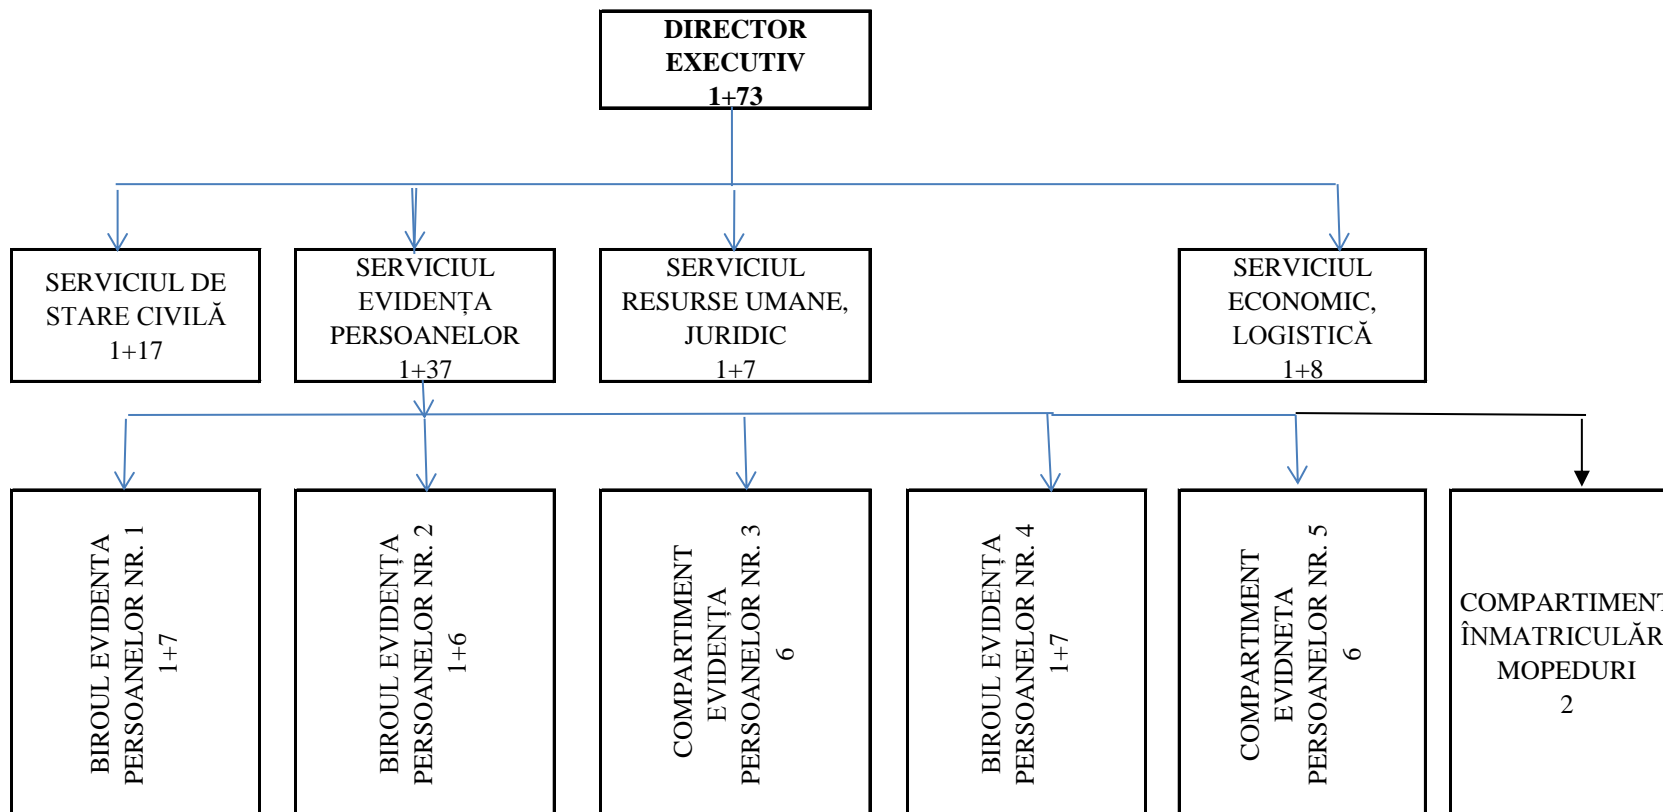 DIRECTOR
EXECUTIV
1+73
SERVICIUL DE
STARE CIVILĂ
1+17
SERVICIUL
EVIDENȚA
PERSOANELOR
1+37
SERVICIUL
RESURSE UMANE,
JURIDIC
1+7
SERVICIUL
ECONOMIC,
LOGISTICĂ
1+8
BIROUL EVIDENTA
PERSOANELOR NR. 1
1+7
BIROUL EVIDENȚA
PERSOANELOR NR. 2
1+6
COMPARTIMENT
EVIDENȚA
PERSOANELOR NR. 3
6
BIROUL EVIDENȚA
PERSOANELOR NR. 4
1+7
COMPARTIMENT
EVIDNETA
PERSOANELOR NR. 5
6
COMPARTIMENT
ÎNMATRICULĂR
MOPEDURI
2